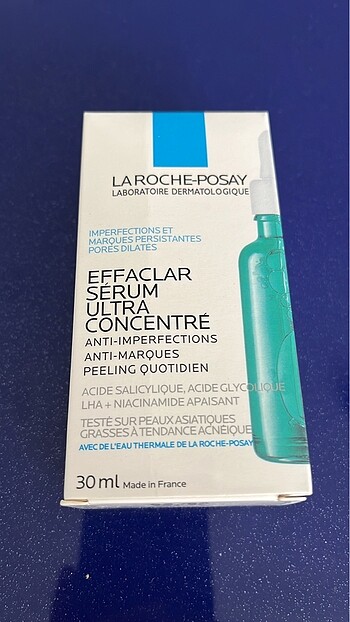 LA ROCHE-POSAY
LABORATOIRE DERMATOLOGIQUE
IMPERFECTIONS ET
MARQUES PERSISTANTES
PORES DILATÉS
EFFACLAR
SÉRUM
ULTRA
CONCENTRÉ
ANTI-IMPERFECTIONS
ANTI-MARQUES
PEELING QUOTIDIEN
ACIDE SALICYLIQUE, ACIDE GLYCOLIQUE
LHA + NIACINAMIDE APAISANT
TESTÉ SUR PEAUX ASIATIQUES
GRASSES À TENDANCE ACNÉIQUE
AVEC DE L'EAU THERMALE DE LA ROCHE-POSAY
30 ml Made in France